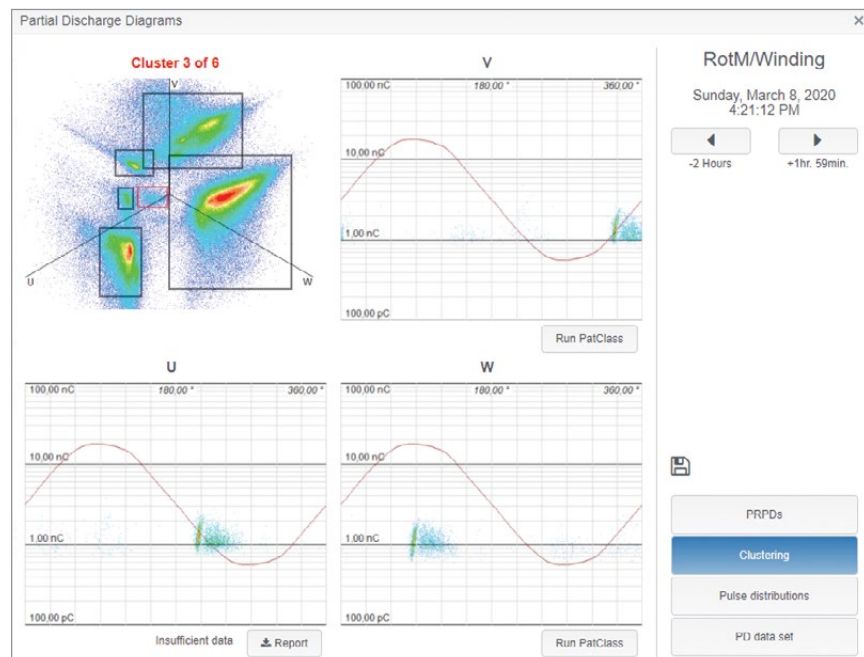 Partial Discharge Diagrams
×
Cluster 3 of 6
V
U
W
V
100,00 nC
180,00 °
360,00 °
10,00 nC
1,00 nC
100,00 pC
Run PatClass
U
100,00 nC
180,00 °
360,00 °
10,00 nC
1,00 nC
100,00 pC
Insufficient data
Report
W
100,00 nC
180,00 °
360,00 °
10,00 nC
1,00 nC
100,00 pC
Run PatClass
RotM/Winding
Sunday, March 8, 2020
4:21:12 PM
-2 Hours
+1hr. 59min.
PRPDs
Clustering
Pulse distributions
PD data set